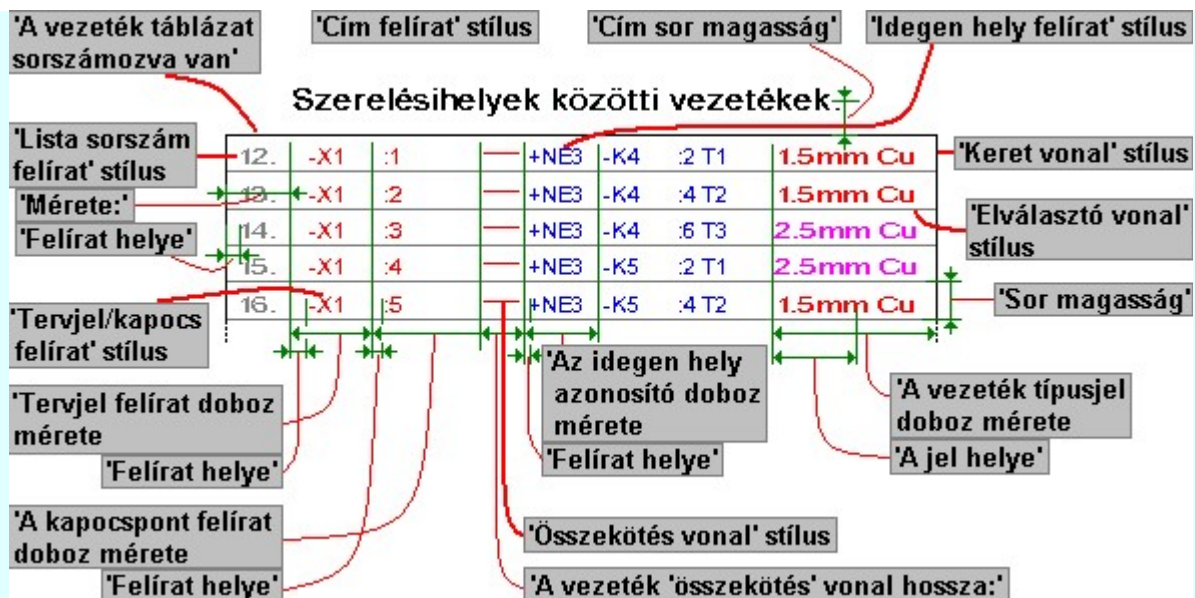 'A vezeték táblázat
sorszámozva van'
'Cím felírat' stílus
'Cím sor magasság'
'Idegen hely felírat' stílus
Szerelésihelyek közötti vezetékek.
'Lista sorszám
felírat' stílus
'Mérete:'
'Felírat helye'
12. -X1 :1 +NE3 -K4 :2 T1 1.5mm Cu
13. -X1 :2 +NE3 -K4 :4 T2 1.5mm Cu
14. -X1 :3 +NE3 -K4 :6 T3 2.5mm Cu
15. -X1 :4 +NE3 -K5 :2 T1 2.5mm Cu
16. -X1 :5 +NE3 -K5 :4 T2 1.5mm Cu
'Keret vonal' stílus
'Elválasztó vonal'
stílus
'Sor magasság'
'Tervjel/kapocs
felírat' stílus
'Tervjel felírat doboz
mérete
'Felírat helye'
'Az idegen hely
azonosító doboz
mérete
'Felírat helye'
'A vezeték típusjel
doboz mérete
'A jel helye'
'A kapocspont felírat
doboz mérete
'Felírat helye'
'Összekötés vonal' stílus
'A vezeték 'összekötés' vonal hossza:'